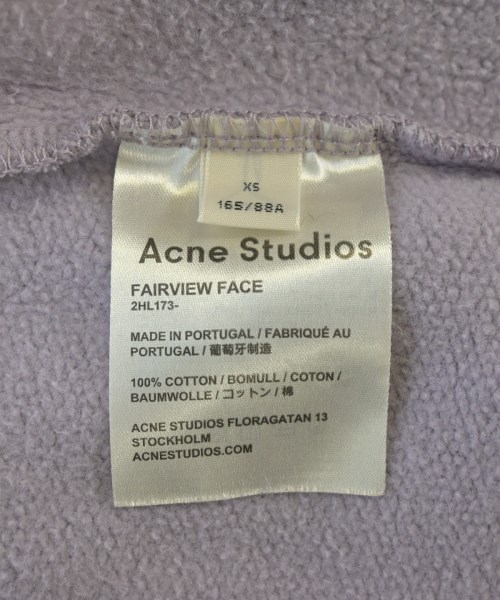 XS
165/88A
Acne Studios
FAIRVIEW FACE
2HL173-
MADE IN PORTUGAL / FABRIQUÉ AU
PORTUGAL / 葡萄牙制造
100% COTTON / BOMULL / COTON /
BAUMWOLLE / コットン / 棉
ACNE STUDIOS FLORAGATAN 13
STOCKHOLM
ACNESTUDIOS.COM